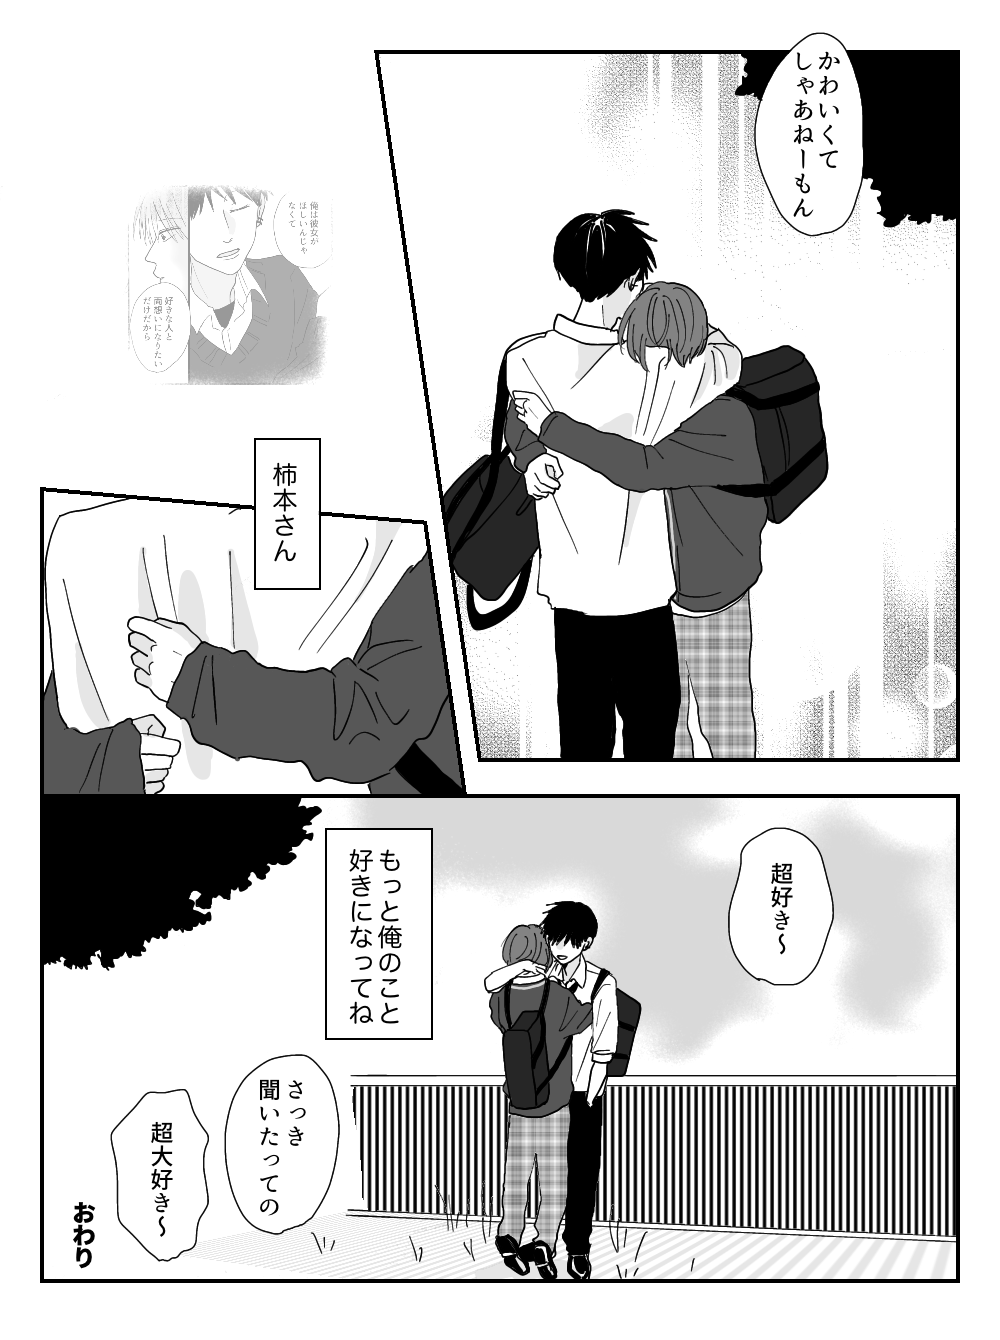 かわいくて
しゃあねーもん
俺は彼女が
ほしいんじゃ
なくて
好きな人と
両想いになりたい
だけだから
柿本さん
超好き〜
もっと俺のこと
好きになってね
さっき
聞いたっての
超大好き〜
おわり